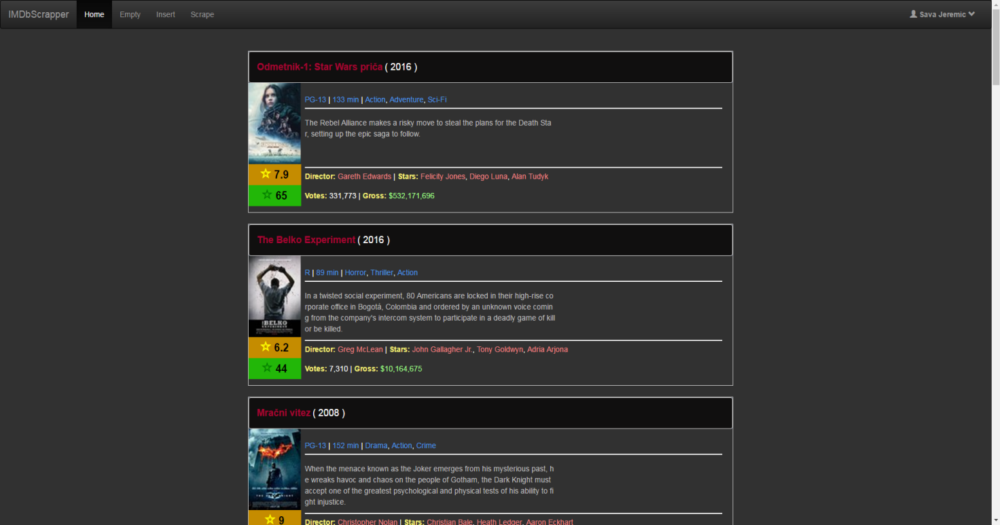 IMDbScrapper Home Empty Insert Scrape Sava Jeremic
Odmetnik-1: Star Wars priča ( 2016 )
PG-13 | 133 min | Action, Adventure, Sci-Fi
The Rebel Alliance makes a risky move to steal the plans for the Death Sta
r, setting up the epic saga to follow.
7.9
Director: Gareth Edwards | Stars: Felicity Jones, Diego Luna, Alan Tudyk
65
Votes: 331,773 | Gross: $532,171,696
The Belko Experiment ( 2016 )
R | 89 min | Horror, Thriller, Action
In a twisted social experiment, 80 Americans are locked in their high-rise co
rporate office in Bogotá, Colombia and ordered by an unknown voice comin
g from the company's intercom system to participate in a deadly game of kill
or be killed.
BELKO
EXPERIMENT
6.2
Director: Greg McLean | Stars: John Gallagher Jr., Tony Goldwyn, Adria Arjona
44
Votes: 7,310 | Gross: $10,164,675
Mračni vitez ( 2008 )
PG-13 | 152 min | Drama, Action, Crime
When the menace known as the Joker emerges from his mysterious past, h
e wreaks havoc and chaos on the people of Gotham, the Dark Knight must
accept one of the greatest psychological and physical tests of his ability to fi
ght injustice.
THE DARK KNIGHT
9
Director: Christopher Nolan | Stars: Christian Bale, Heath Ledger, Aaron Eckhart